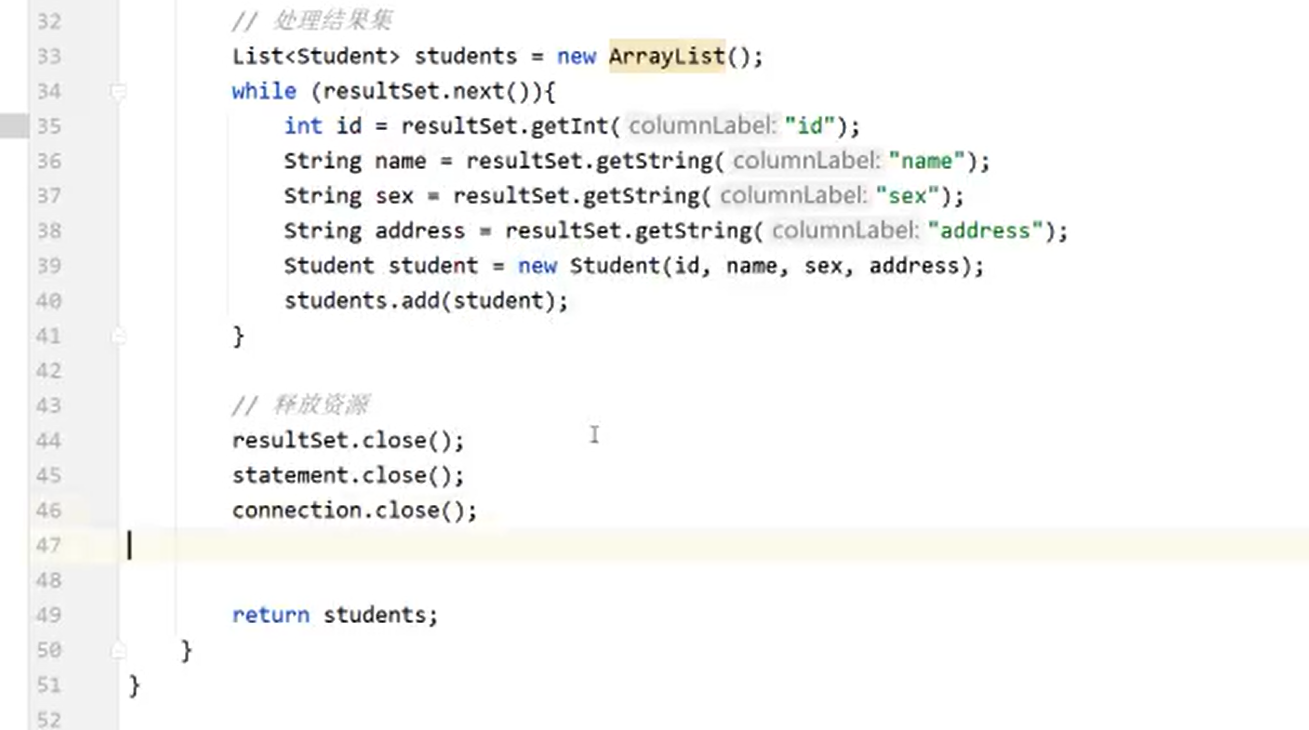 32 // 处理结果集
33 List<Student> students = new ArrayList();
34 while (resultSet.next()){
35 int id = resultSet.getInt( columnLabel: "id");
36 String name = resultSet.getString( columnLabel: "name");
37 String sex = resultSet.getString( columnLabel: "sex");
38 String address = resultSet.getString( columnLabel: "address");
39 Student student = new Student(id, name, sex, address);
40 students.add(student);
41 }
42
43 // 释放资源
44 resultSet.close();
45 statement.close();
46 connection.close();
47
48
49 return students;
50 }
51 }
52